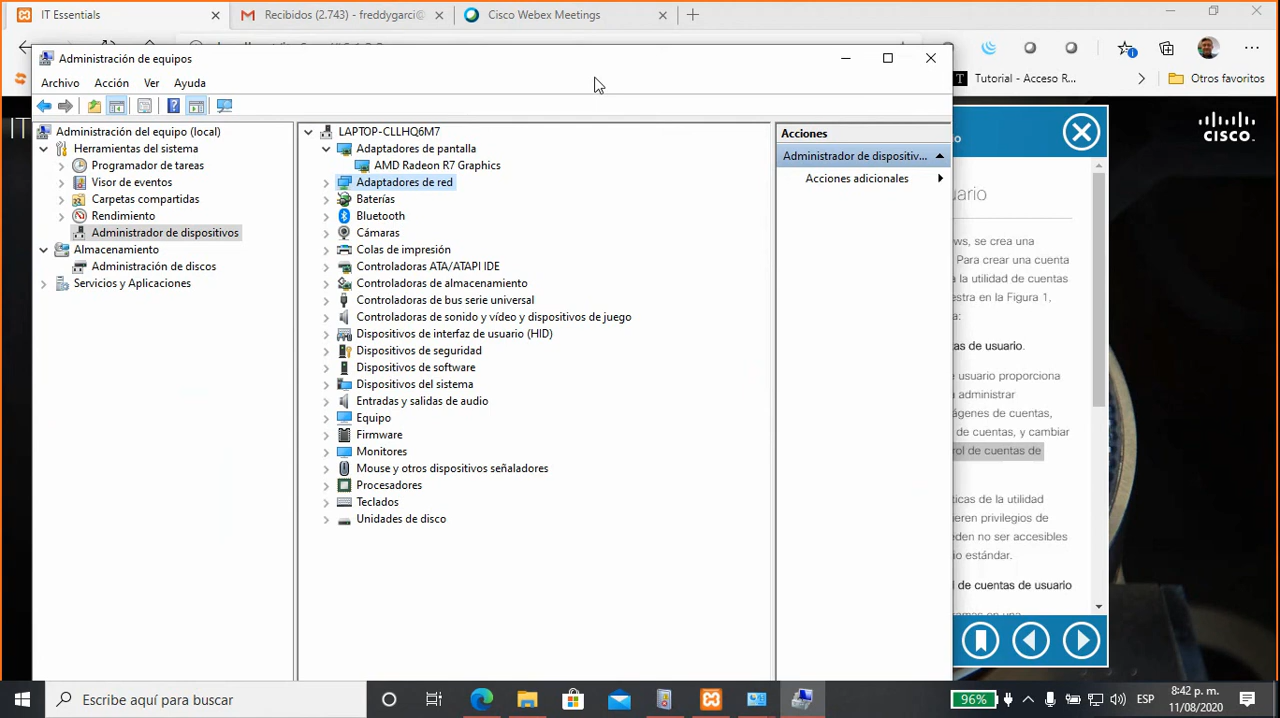 IT Essentials
Recibidos (2.743) - freddygarci@
Cisco Webex Meetings
Tutorial - Acceso R...
Otros favoritos
Administración de equipos
Archivo Acción Ver Ayuda
IT
CISCO
Administración del equipo (local)
Herramientas del sistema
Programador de tareas
Visor de eventos
Carpetas compartidas
Rendimiento
Administrador de dispositivos
Almacenamiento
Administración de discos
Servicios y Aplicaciones
LAPTOP-CLLHQ6M7
Adaptadores de pantalla
AMD Radeon R7 Graphics
Adaptadores de red
Baterías
Bluetooth
Cámaras
Colas de impresión
Controladoras ATA/ATAPI IDE
Controladoras de almacenamiento
Controladoras de bus serie universal
Controladoras de sonido y vídeo y dispositivos de juego
Dispositivos de interfaz de usuario (HID)
Dispositivos de seguridad
Dispositivos de software
Dispositivos del sistema
Entradas y salidas de audio
Equipo
Firmware
Monitores
Mouse y otros dispositivos señaladores
Procesadores
Teclados
Unidades de disco
Acciones
Administrador de dispositiv...
Acciones adicionales
o
uario
ws, se crea una
Para crear una cuenta
a la utilidad de cuentas
estra en la Figura 1,
a:
as de usuario.
e usuario proporciona
a administrar
ágenes de cuentas,
de cuentas, y cambiar
rol de cuentas de
ticas de la utilidad
ieren privilegios de
eden no ser accesibles
io estándar.
l de cuentas de usuario
Escribe aquí para buscar
96%
ESP
8:42 p. m.
11/08/2020